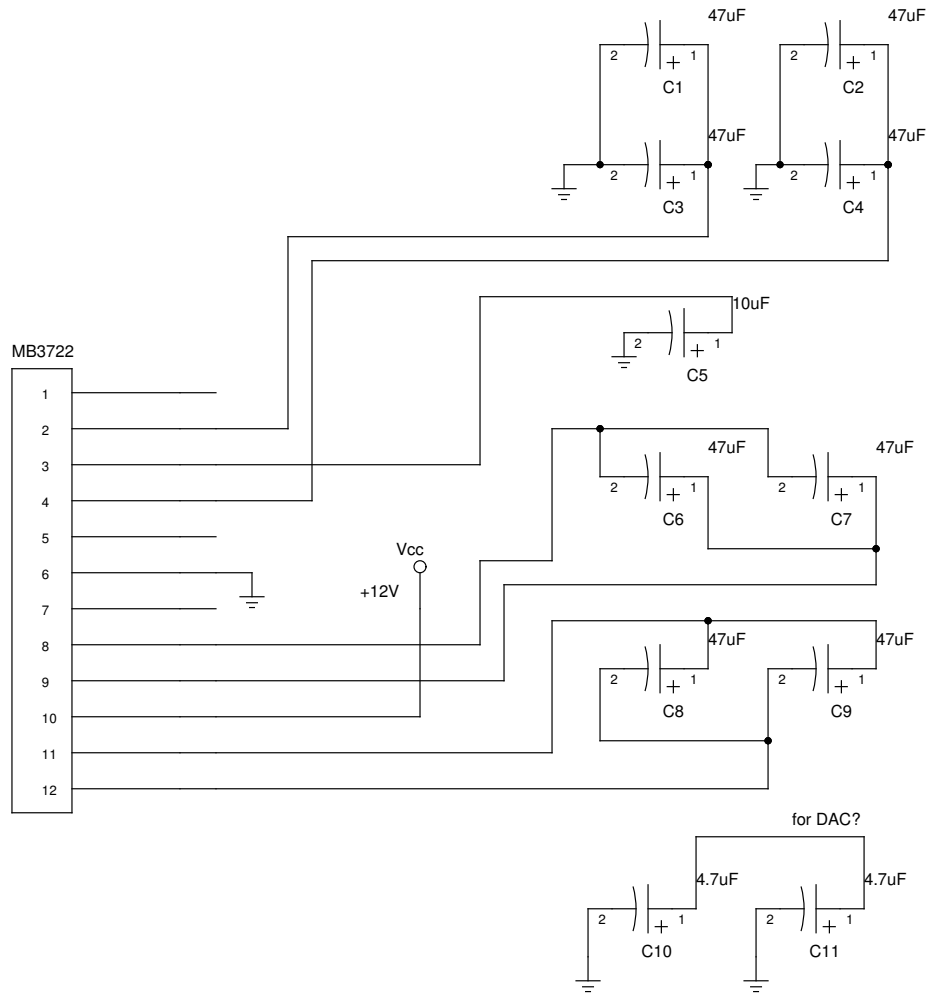 47uF 47uF
2 + 1 2 + 1
C1 C2
47uF 47uF
2 + 1 2 + 1
C3 C4
10uF
2 + 1
C5
MB3722
1
2
3
4
5
6
7
8
9
10
11
12
47uF 47uF
2 + 1 2 + 1
C6 C7
Vcc
+12V
47uF 47uF
2 + 1 2 + 1
C8 C9
for DAC?
4.7uF 4.7uF
2 + 1 2 + 1
C10 C11